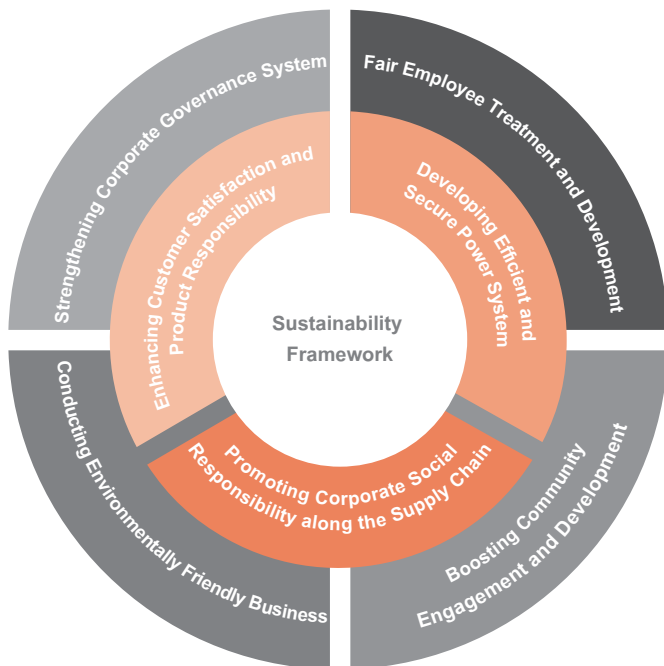 Strengthening Corporate Governance System
Fair Employee Treatment and Development
Enhancing Customer Satisfaction and
Product Responsibility
Developing Efficient and
Secure Power System
Sustainability
Framework
Promoting Corporate Social
Responsibility along the Supply Chain
Conducting Environmentally Friendly Business
Boosting Community
Engagement and Development